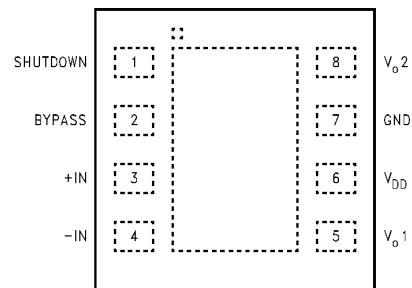 SHUTDOWN 1 8 Vo2
BYPASS 2 7 GND
+IN 3 6 VDD
-IN 4 5 Vo1